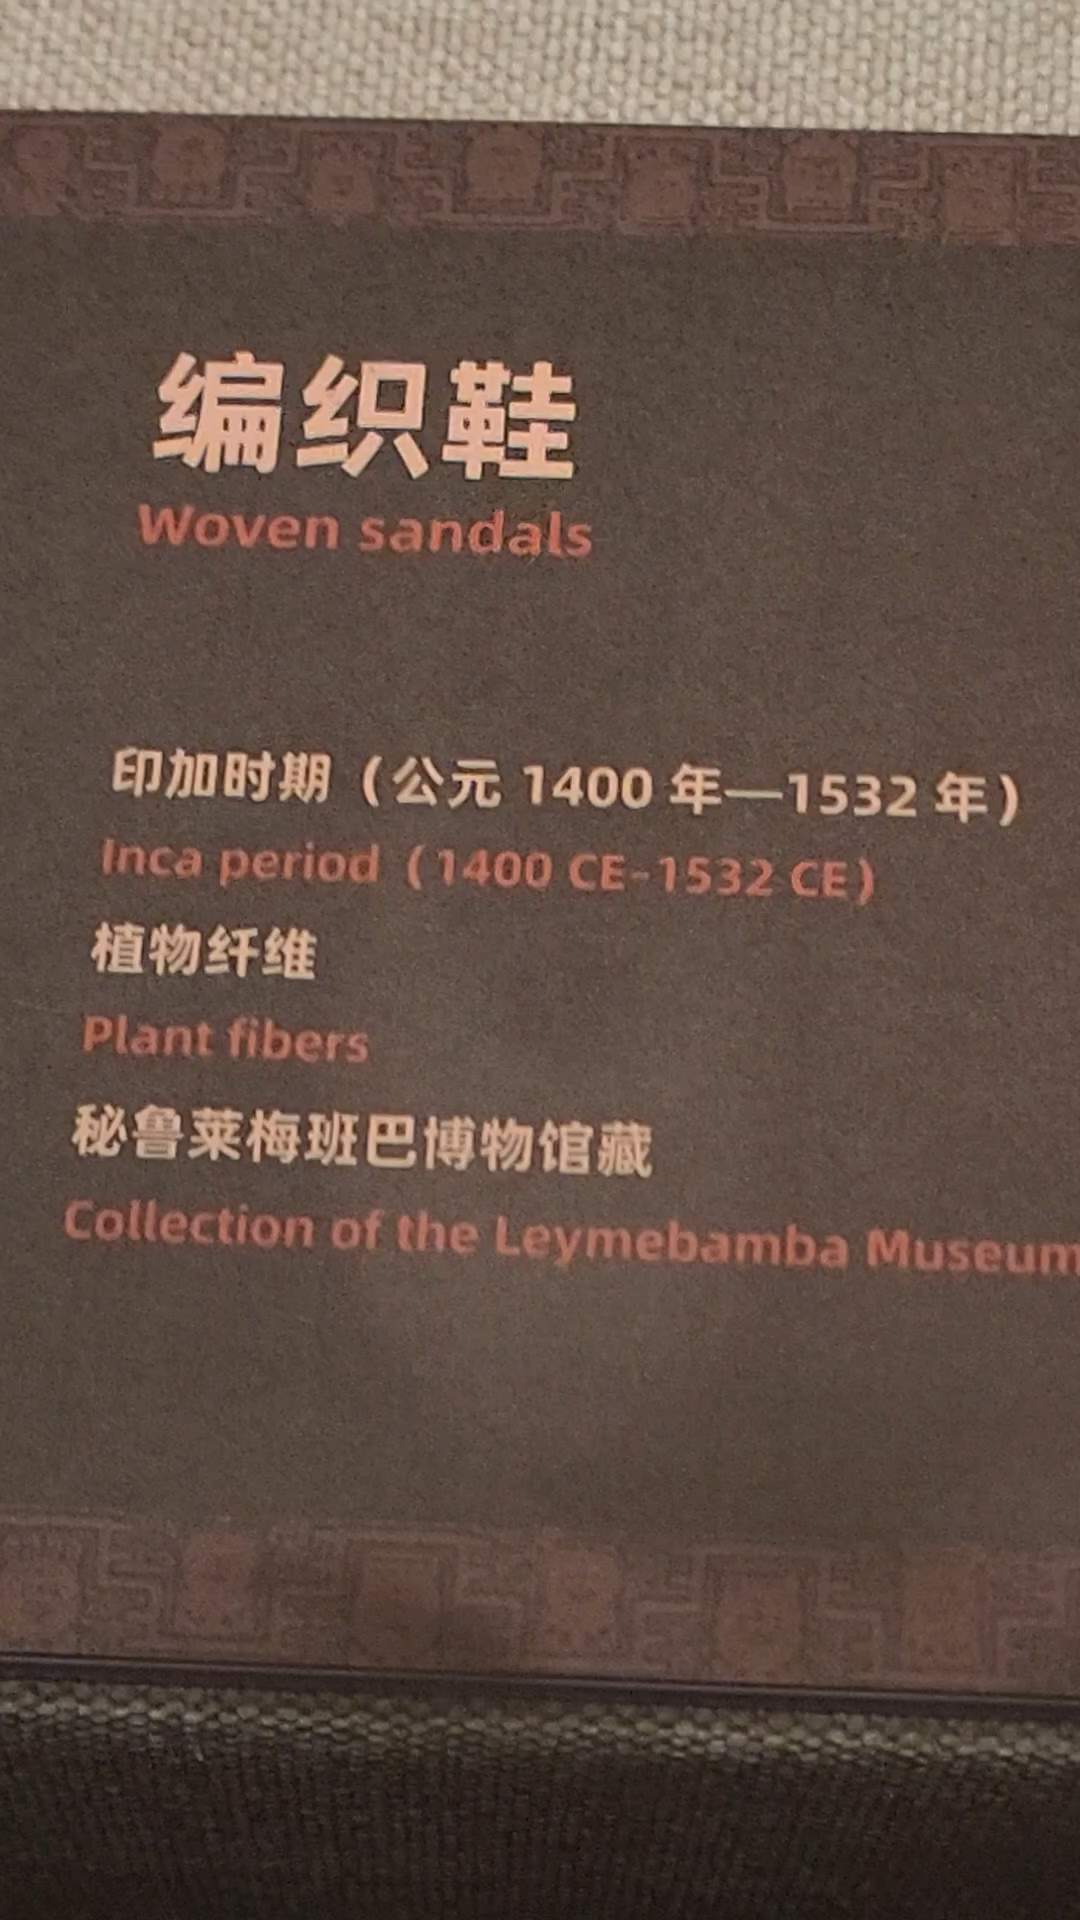 编织鞋
Woven sandals
印加时期（公元 1400 年—1532 年）
Inca period（1400 CE-1532 CE）
植物纤维
Plant fibers
秘鲁莱梅班巴博物馆藏
Collection of the Leymebamba Museum